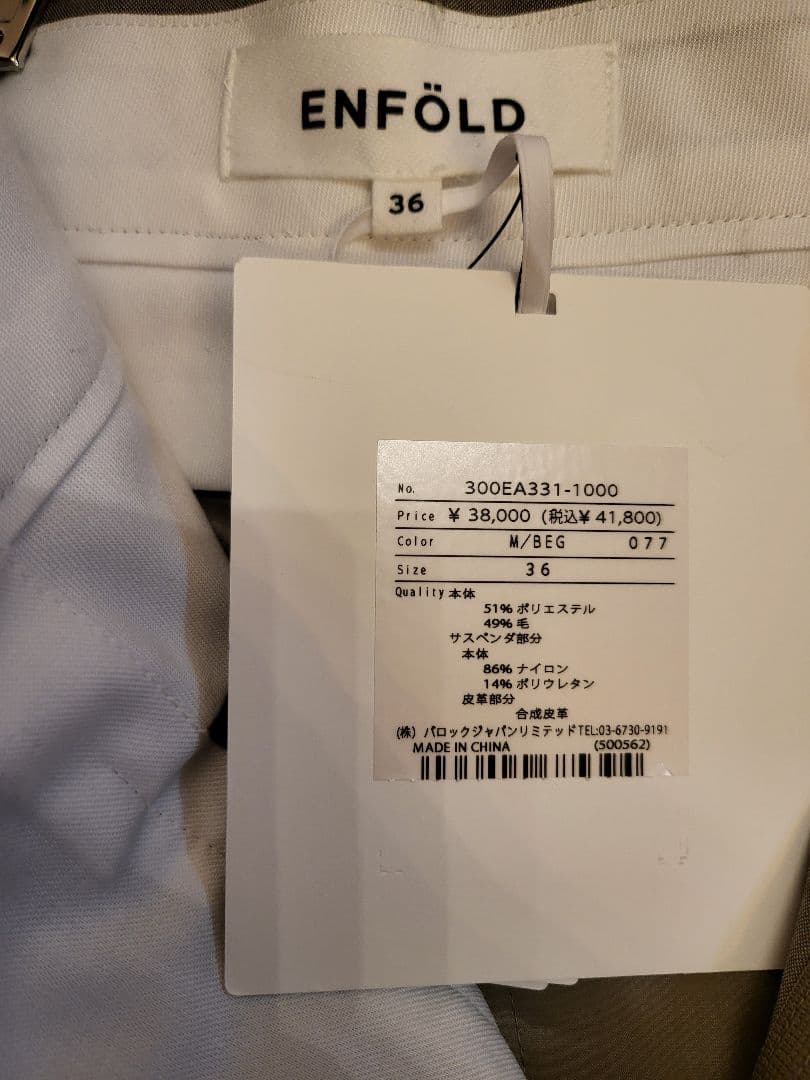 ENFÖLD
36
No. 300EA331-1000
Price ¥ 38,000 (税込¥ 41,800)
Color M/BEG 077
Size 36
Quality 本体
51% ポリエステル
49% 毛
サスペンダ部分
本体
86% ナイロン
14% ポリウレタン
皮革部分
合成皮革
(株) バロックジャパンリミテッドTEL:03-6730-9191
MADE IN CHINA (500562)